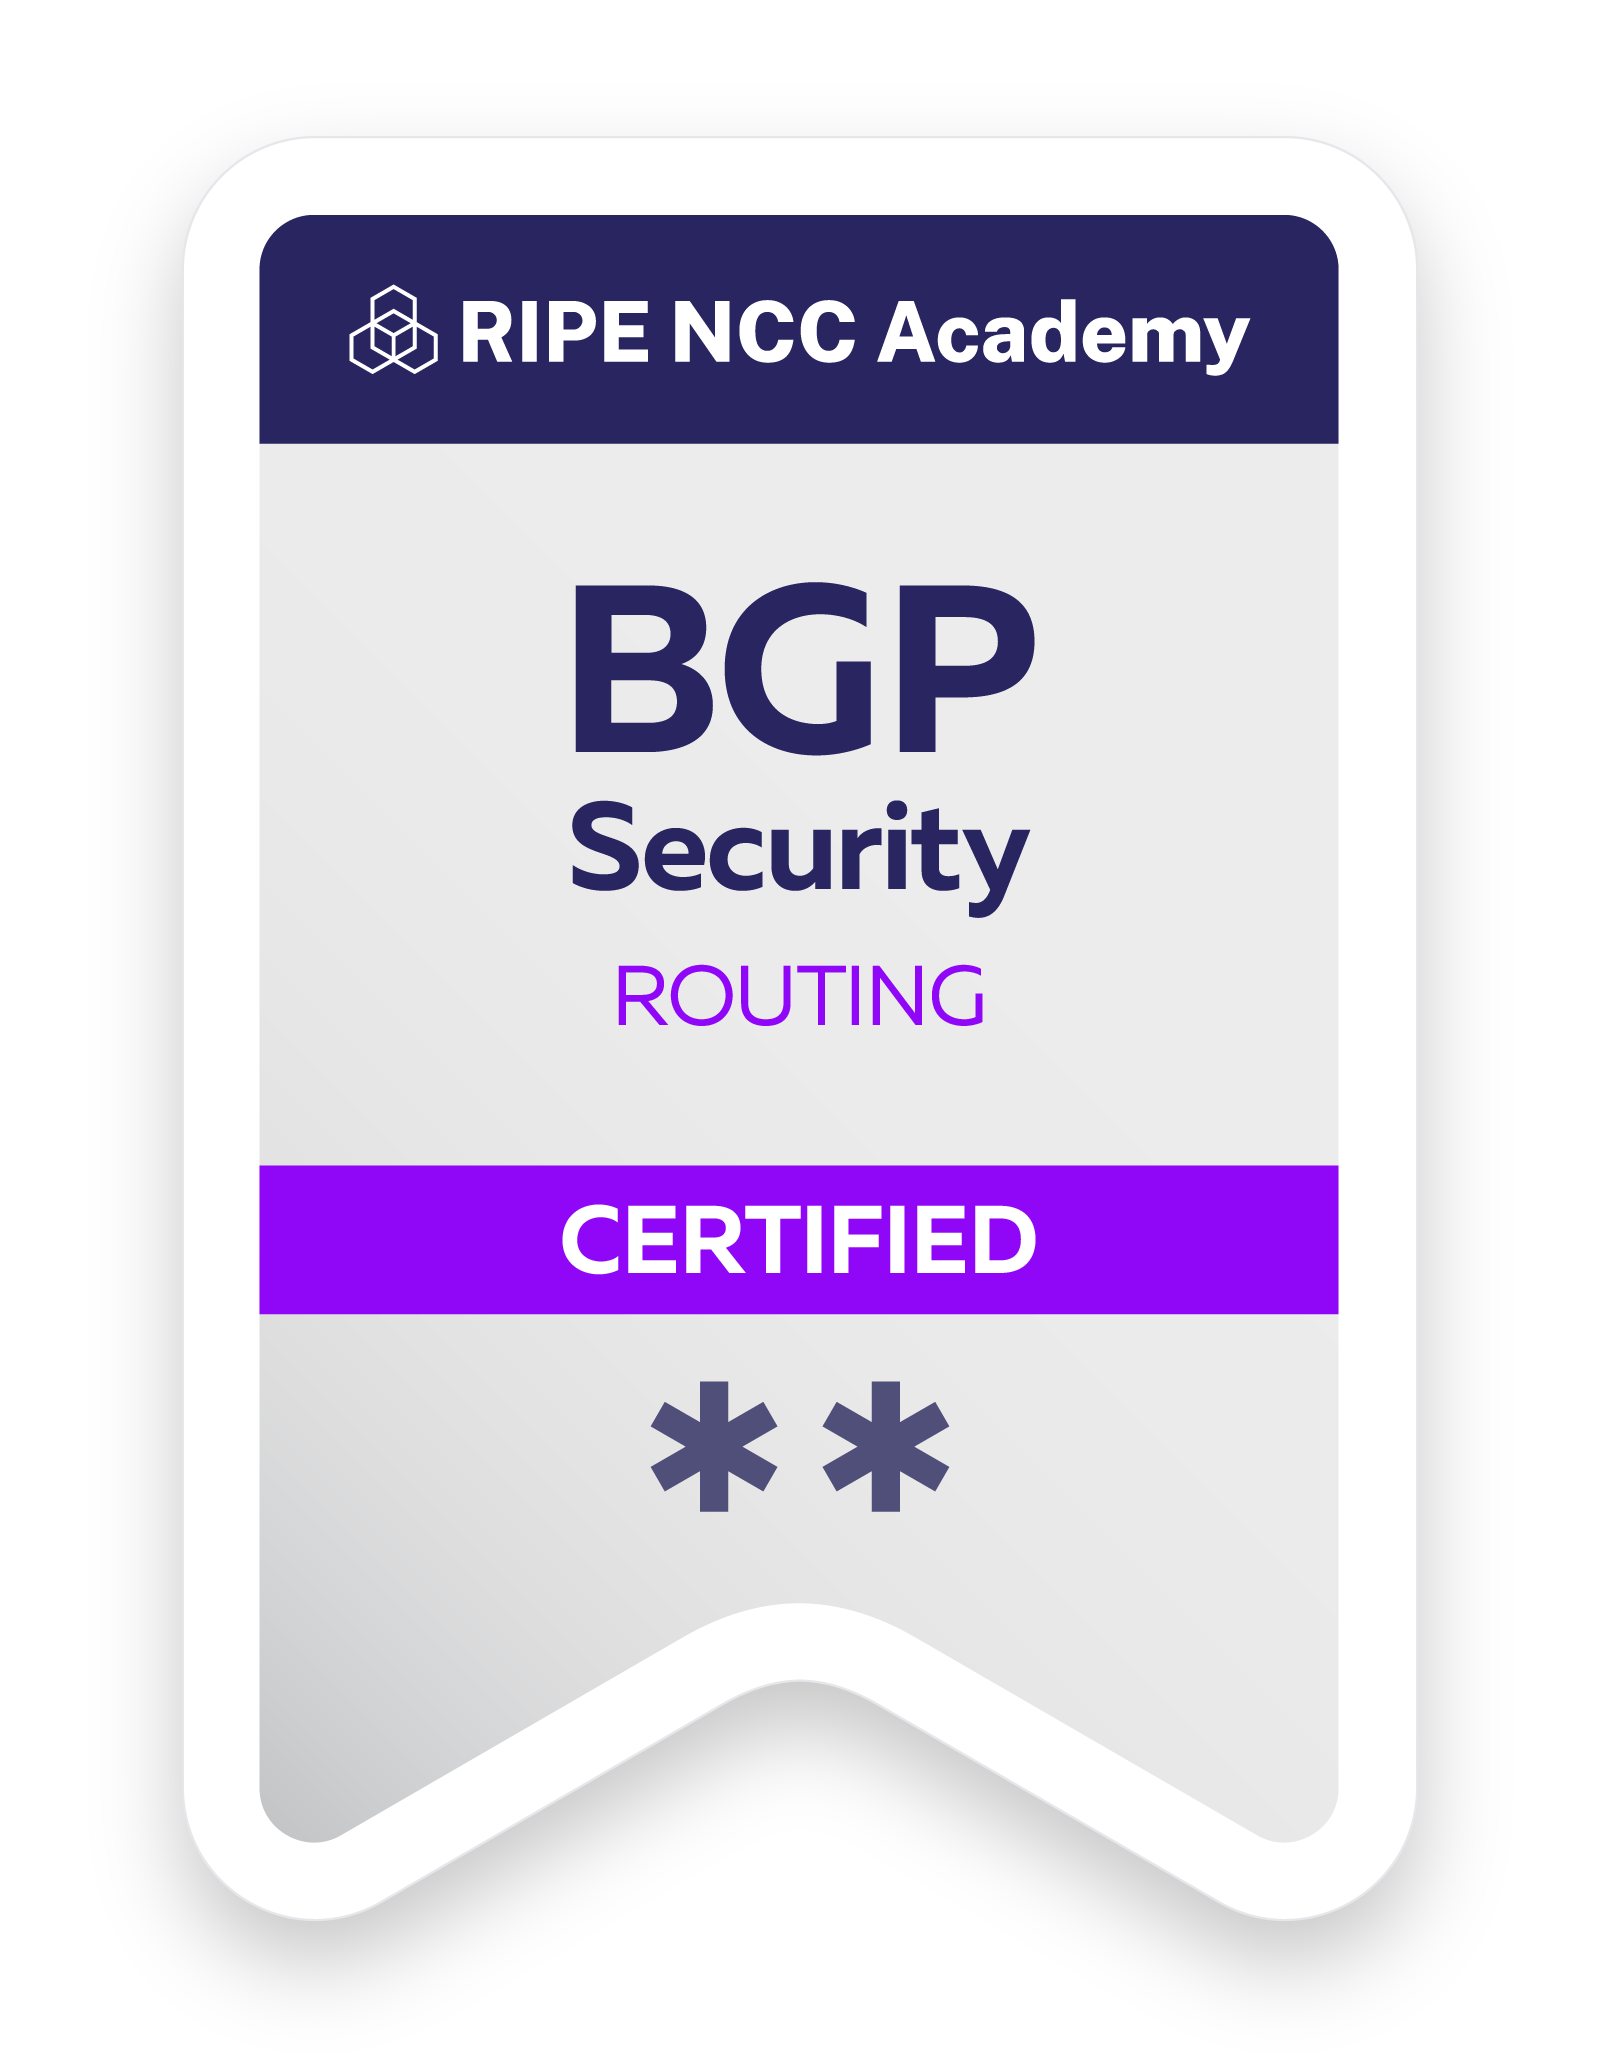 RIPE NCC Academy
BGP
Security
ROUTING
CERTIFIED
**